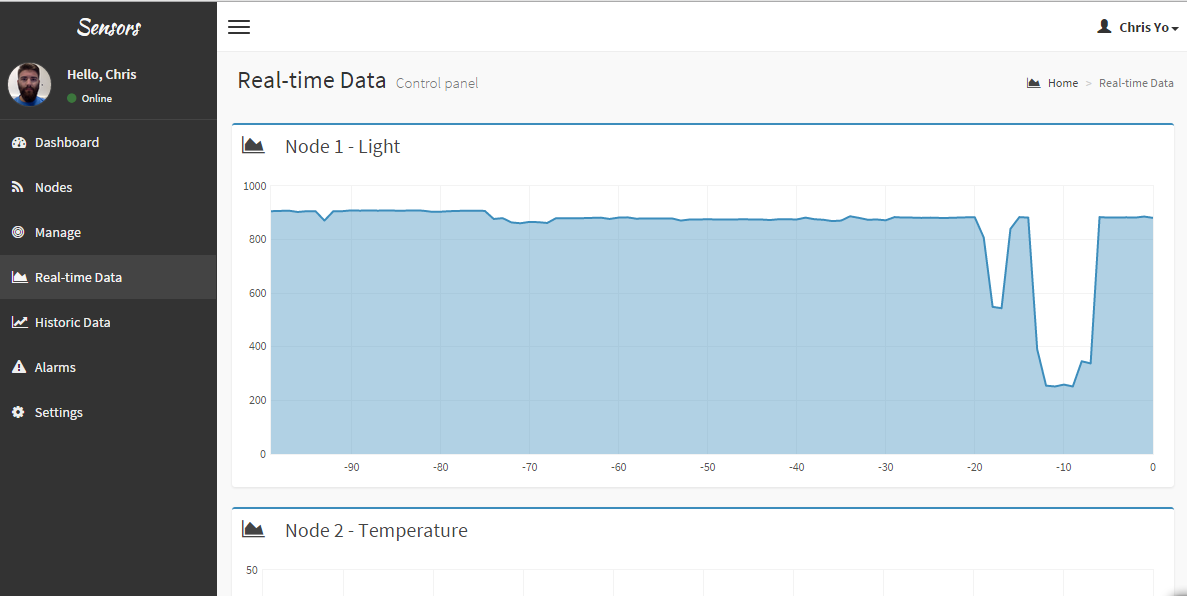 Sensors
Hello, Chris
Online
Dashboard
Nodes
Manage
Real-time Data
Historic Data
Alarms
Settings
Chris Yo
Real-time Data Control panel
Home > Real-time Data
Node 1 - Light
1000
800
600
400
200
0
-90 -80 -70 -60 -50 -40 -30 -20 -10 0
Node 2 - Temperature
50